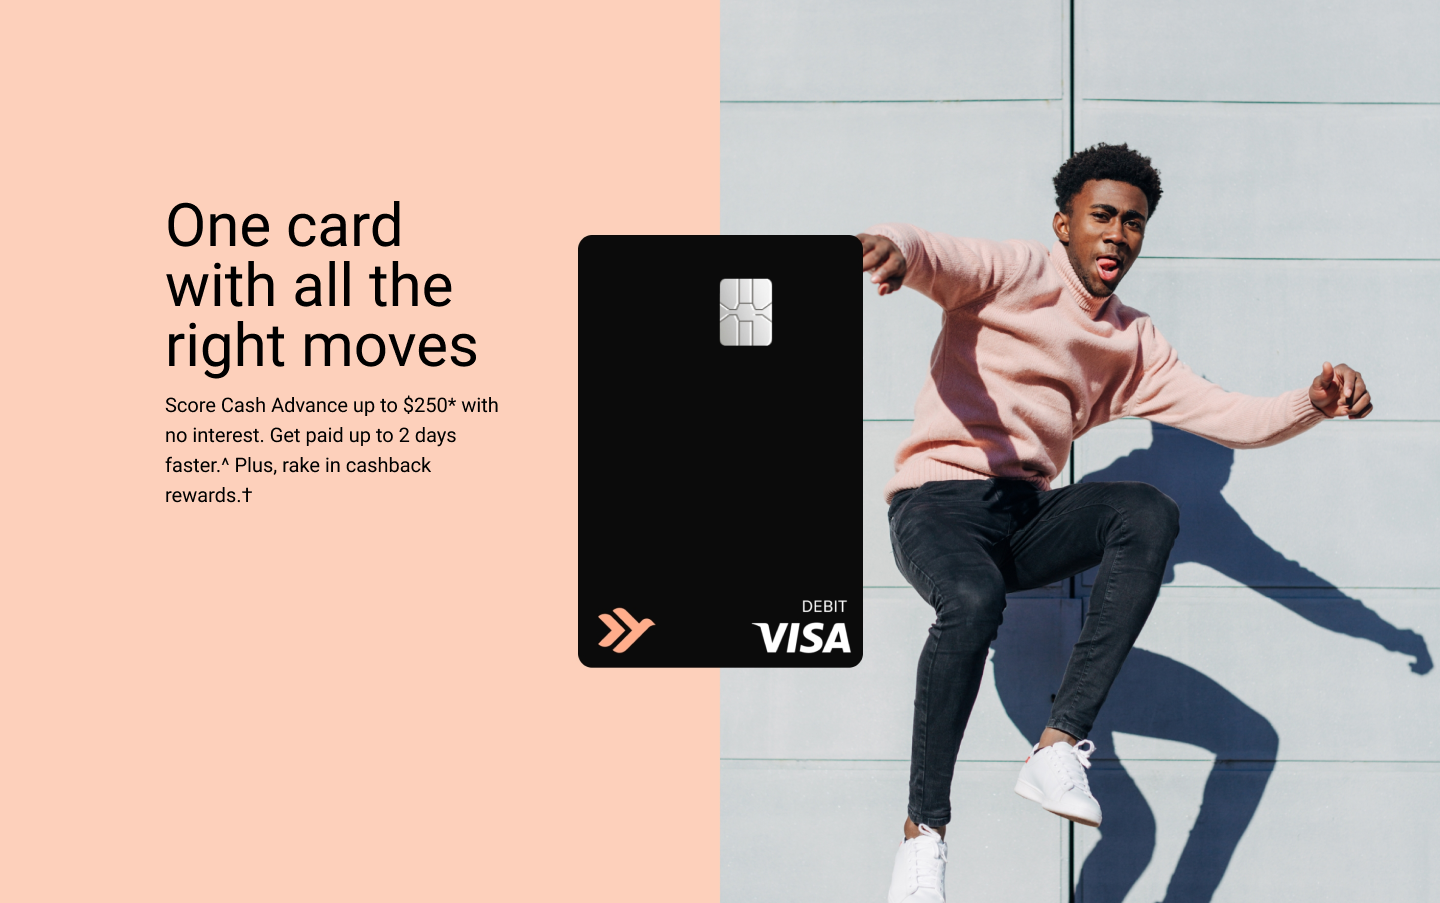 One card
with all the
right moves
Score Cash Advance up to $250* with
no interest. Get paid up to 2 days
faster.^ Plus, rake in cashback
rewards.†
DEBIT
VISA